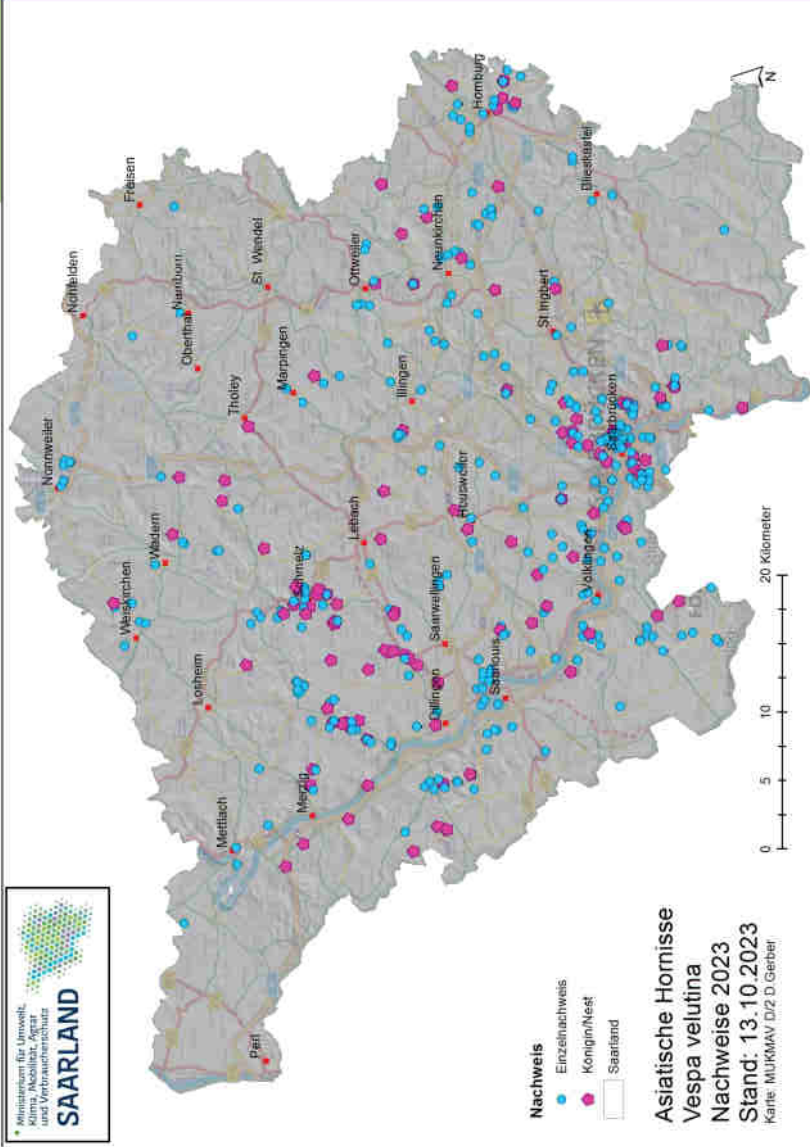 Ministerium für Umwelt,
Klima, Mobilität, Agrar
und Verbraucherschutz
SAARLAND
Nonnweiler
Nohfelden
Freisen
Weiskirchen
Wadern
Oberthal
Namborn
Losheim
Tholey
St. Wendel
Mettlach
Marpingen
Perl
Merzig
Schmelz
Lebach
Ottweiler
Illingen
Dillingen
Saarwellingen
Heusweiler
Neunkirchen
Homburg
Saarlouis
St.Ingbert
Völklingen
Saarbrücken
Blieskastel
Nachweis
Einzelnachweis
Königin/Nest
Saarland
Asiatische Hornisse
Vespa velutina
Nachweise 2023
Stand: 13.10.2023
Karte: MUKMAV D/2 D.Gerber
0 5 10 20 Kilometer
N